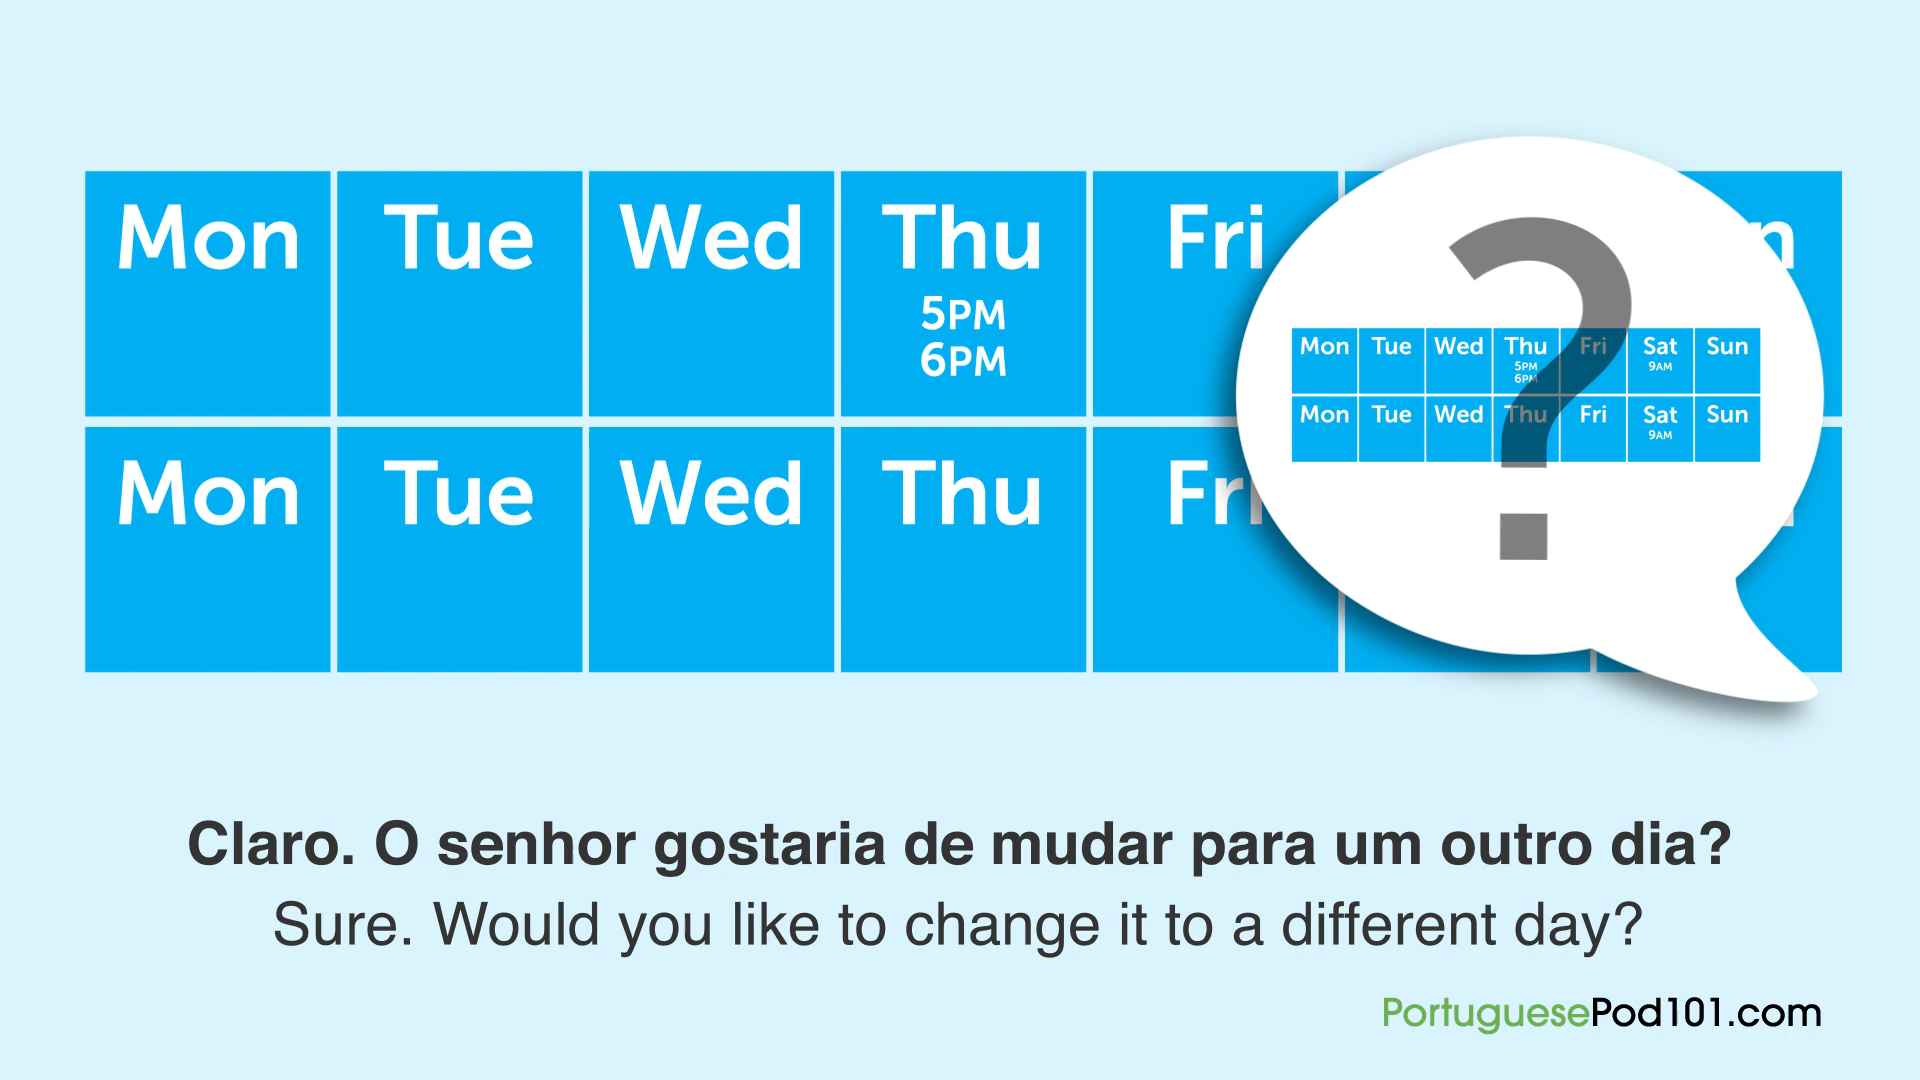 Mon Tue Wed Thu Fri
5PM
6PM
Mon Tue Wed Thu Fri
Mon Tue Wed Thu Fri Sat Sun
5PM 9AM
6PM
Mon Tue Wed Thu Fri Sat Sun
9AM
?
Claro. O senhor gostaria de mudar para um outro dia?
Sure. Would you like to change it to a different day?
PortuguesePod101.com